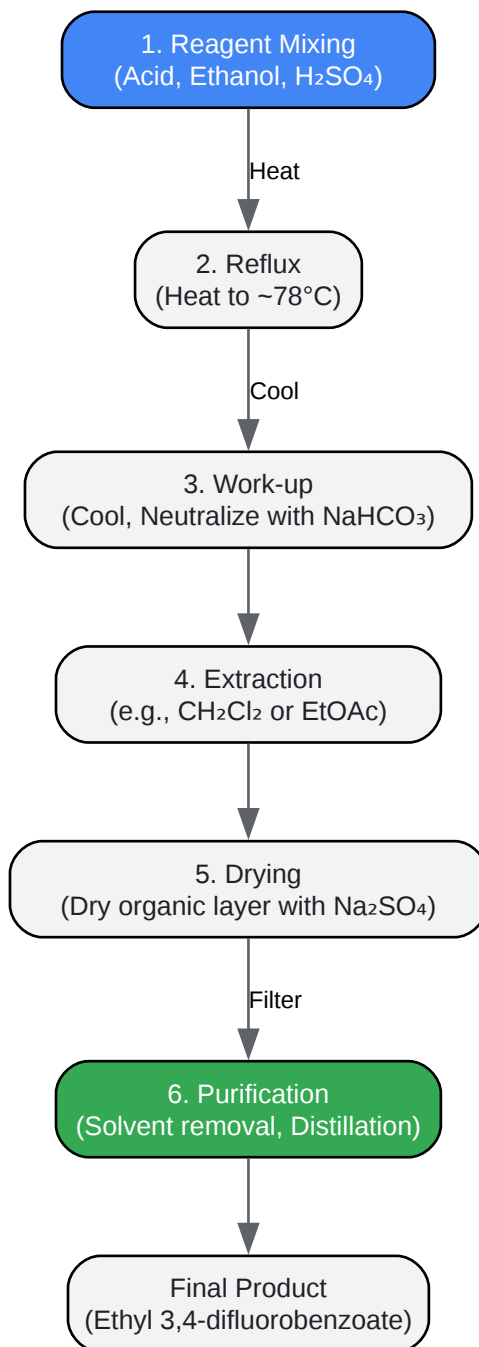 1. Reagent Mixing
(Acid, Ethanol, H₂SO₄)
Heat
2. Reflux
(Heat to ~78°C)
Cool
3. Work-up
(Cool, Neutralize with NaHCO₃)
4. Extraction
(e.g., CH₂Cl₂ or EtOAc)
5. Drying
(Dry organic layer with Na₂SO₄)
Filter
6. Purification
(Solvent removal, Distillation)
Final Product
(Ethyl 3,4-difluorobenzoate)